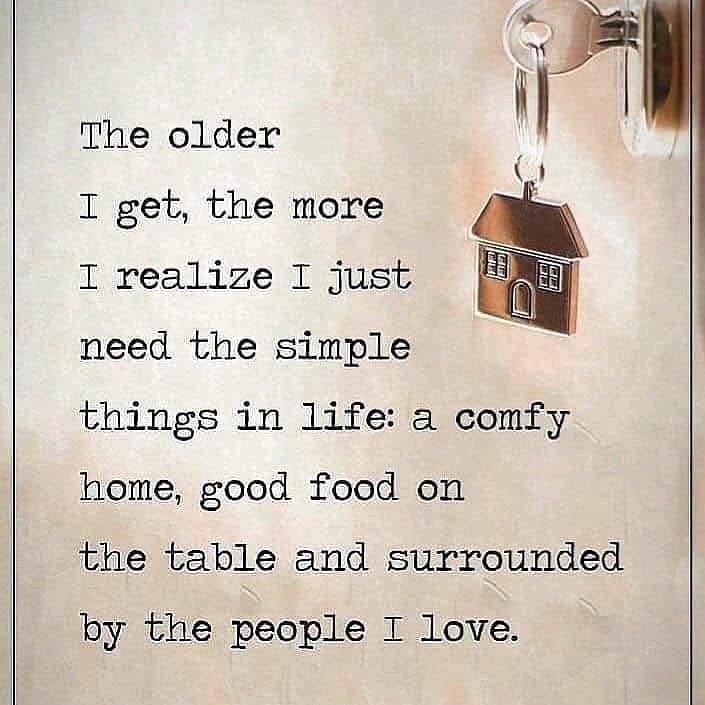 The older
I get, the more
I realize I just
need the simple
things in life: a comfy
home, good food on
the table and surrounded
by the people I love.